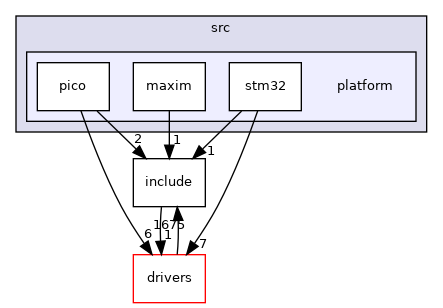 src
pico
maxim
stm32
platform
2
1
1
include
1675
1
6
7
drivers